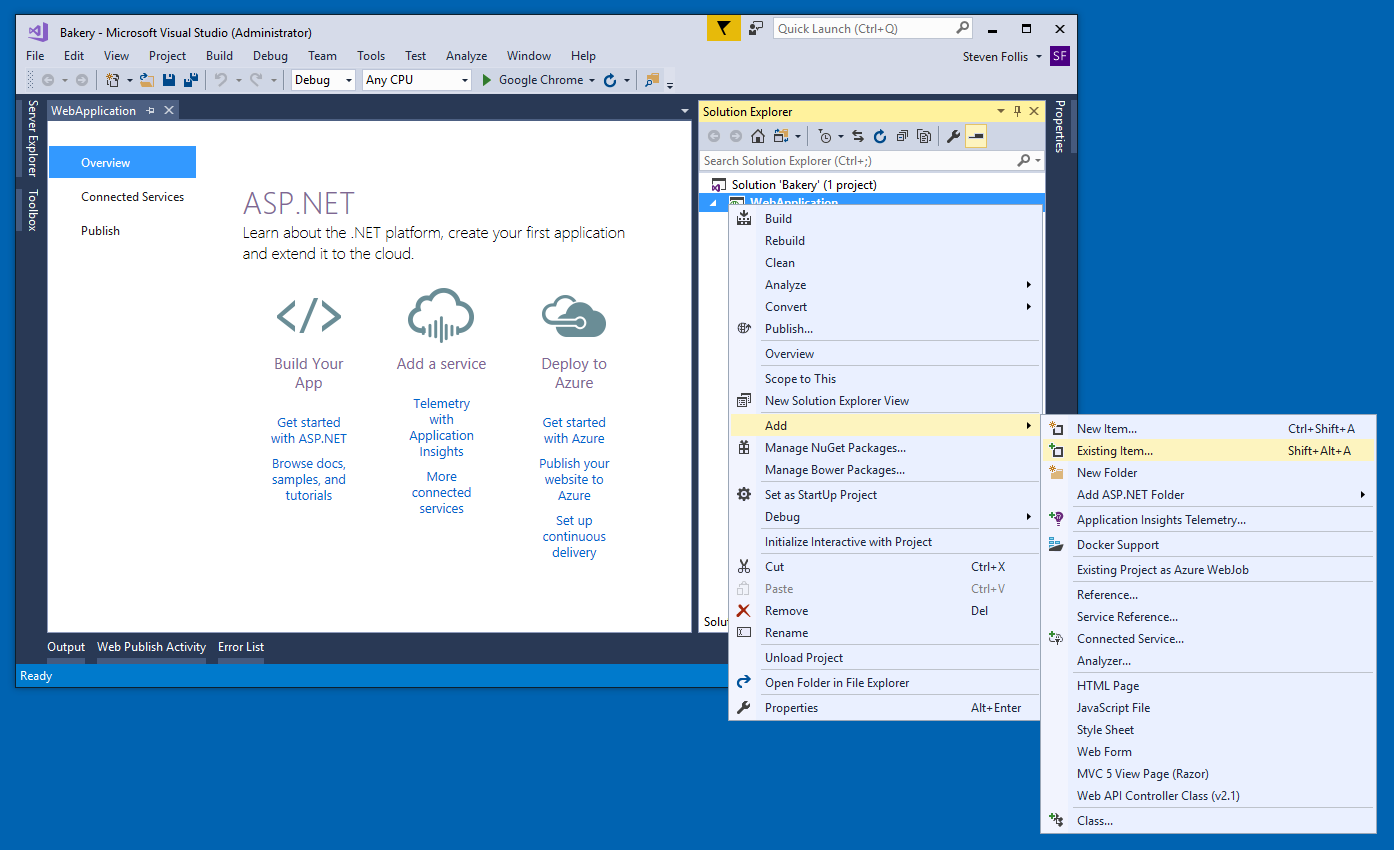 Bakery - Microsoft Visual Studio (Administrator)
Quick Launch (Ctrl+Q)
File Edit View Project Build Debug Team Tools Test Analyze Window Help
Steven Follis SF
Debug Any CPU Google Chrome
Server Explorer
Toolbox
WebApplication
Overview
Connected Services
Publish
ASP.NET
Learn about the .NET platform, create your first application
and extend it to the cloud.
Build Your
App
Get started
with ASP.NET
Browse docs,
samples, and
tutorials
Add a service
Telemetry
with
Application
Insights
More
connected
services
Deploy to
Azure
Get started
with Azure
Publish your
website to
Azure
Set up
continuous
delivery
Solution Explorer
Search Solution Explorer (Ctrl+;)
Solution 'Bakery' (1 project)
WebApplication
Solu
Properties
Build
Rebuild
Clean
Analyze
Convert
Publish...
Overview
Scope to This
New Solution Explorer View
Add
Manage NuGet Packages...
Manage Bower Packages...
Set as StartUp Project
Debug
Initialize Interactive with Project
Cut Ctrl+X
Paste Ctrl+V
Remove Del
Rename
Unload Project
Open Folder in File Explorer
Properties Alt+Enter
New Item... Ctrl+Shift+A
Existing Item... Shift+Alt+A
New Folder
Add ASP.NET Folder
Application Insights Telemetry...
Docker Support
Existing Project as Azure WebJob
Reference...
Service Reference...
Connected Service...
Analyzer...
HTML Page
JavaScript File
Style Sheet
Web Form
MVC 5 View Page (Razor)
Web API Controller Class (v2.1)
Class...
Output Web Publish Activity Error List
Ready